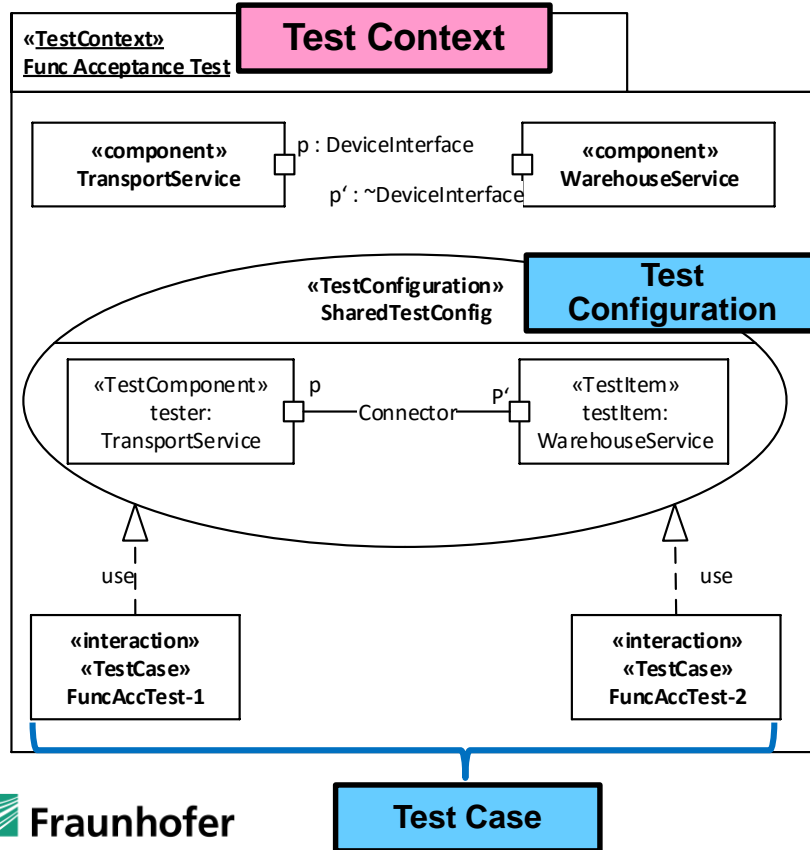 Test Context
«TestContext»
Func Acceptance Test
«component»
TransportService
p : DeviceInterface
p‘ : ~DeviceInterface
«component»
WarehouseService
«TestConfiguration»
SharedTestConfig
Test
Configuration
«TestComponent»
tester:
TransportService
p
Connector
P‘
«TestItem»
testItem:
WarehouseService
use
use
«interaction»
«TestCase»
FuncAccTest-1
«interaction»
«TestCase»
FuncAccTest-2
Test Case
Fraunhofer